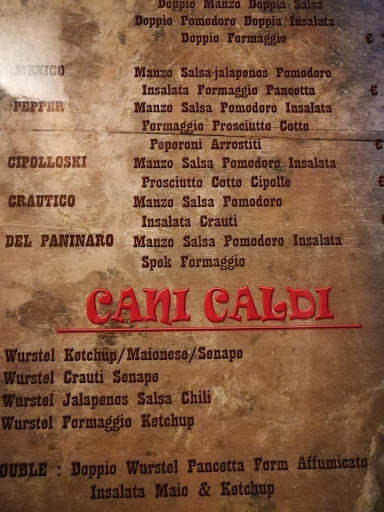 Doppio Manzo Doppia Salsa
Doppio Pomodoro Doppia Insalata
Doppio Formaggio €
MEXICO Manzo Salsa-jalapenos Pomodoro
Insalata Formaggio Pancetta €
PEPPER Manzo Salsa Pomodoro Insalata
Formaggio Prosciutto Cotto
Peperoni Arrostiti €
CIPOLLOSKI Manzo Salsa Pomodoro Insalata
Prosciutto Cotto Cipolle €
CRAUTICO Manzo Salsa Pomodoro
Insalata Crauti
DEL PANINARO Manzo Salsa Pomodoro Insalata
Spek Formaggio
CANI CALDI
Wurstel Ketchup/Maionese/Senape
Wurstel Crauti Senape
Wurstel Jalapenos Salsa Chili
Wurstel Formaggio Ketchup
OUBLE : Doppio Wurstel Pancetta Form Affumicato
Insalata Maio & Ketchup